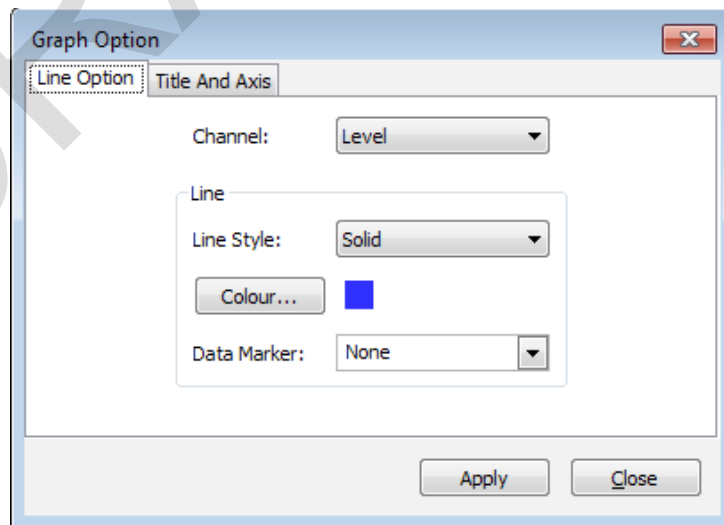 Graph Option
Line Option
Title And Axis
Channel:
Level
Line
Line Style:
Solid
Colour...
Data Marker:
None
Apply
Close